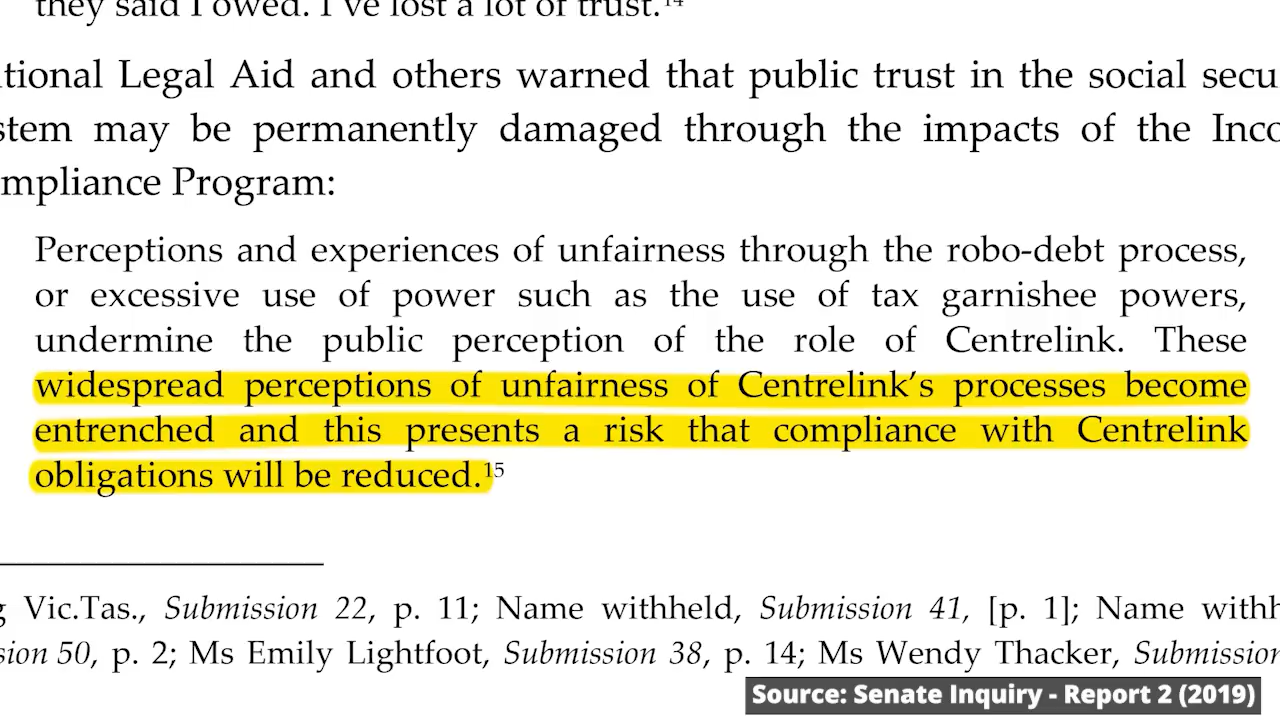 they said I owed. I've lost a lot of trust.14
tional Legal Aid and others warned that public trust in the social secu
stem may be permanently damaged through the impacts of the Inco
mpliance Program:
Perceptions and experiences of unfairness through the robo-debt process,
or excessive use of power such as the use of tax garnishee powers,
undermine the public perception of the role of Centrelink. These
widespread perceptions of unfairness of Centrelink’s processes become
entrenched and this presents a risk that compliance with Centrelink
obligations will be reduced.15
g Vic.Tas., Submission 22, p. 11; Name withheld, Submission 41, [p. 1]; Name withh
sion 50, p. 2; Ms Emily Lightfoot, Submission 38, p. 14; Ms Wendy Thacker, Submission
Source: Senate Inquiry - Report 2 (2019)